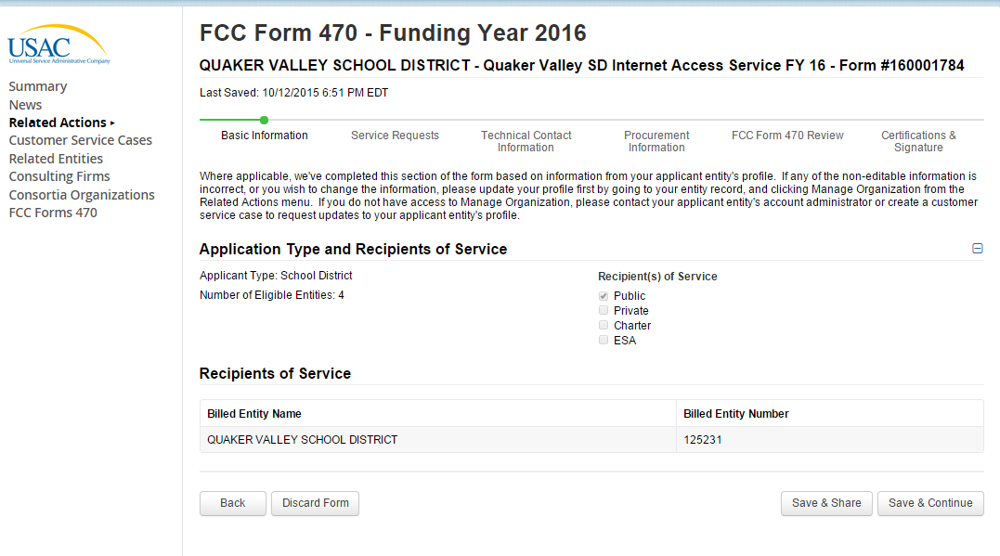 USAC
Universal Service Administrative Company
Summary
News
Related Actions
Customer Service Cases
Related Entities
Consulting Firms
Consortia Organizations
FCC Forms 470
FCC Form 470 - Funding Year 2016
QUAKER VALLEY SCHOOL DISTRICT - Quaker Valley SD Internet Access Service FY 16 - Form #160001784
Last Saved: 10/12/2015 6:51 PM EDT
Basic Information
Service Requests
Technical Contact
Information
Procurement
Information
FCC Form 470 Review
Certifications &
Signature
Where applicable, we've completed this section of the form based on information from your applicant entity's profile. If any of the non-editable information is
incorrect, or you wish to change the information, please update your profile first by going to your entity record, and clicking Manage Organization from the
Related Actions menu. If you do not have access to Manage Organization, please contact your applicant entity's account administrator or create a customer
service case to request updates to your applicant entity's profile.
Application Type and Recipients of Service
Applicant Type: School District
Number of Eligible Entities: 4
Recipient(s) of Service
Public
Private
Charter
ESA
Recipients of Service
Billed Entity Name
Billed Entity Number
QUAKER VALLEY SCHOOL DISTRICT
125231
Back
Discard Form
Save & Share
Save & Continue